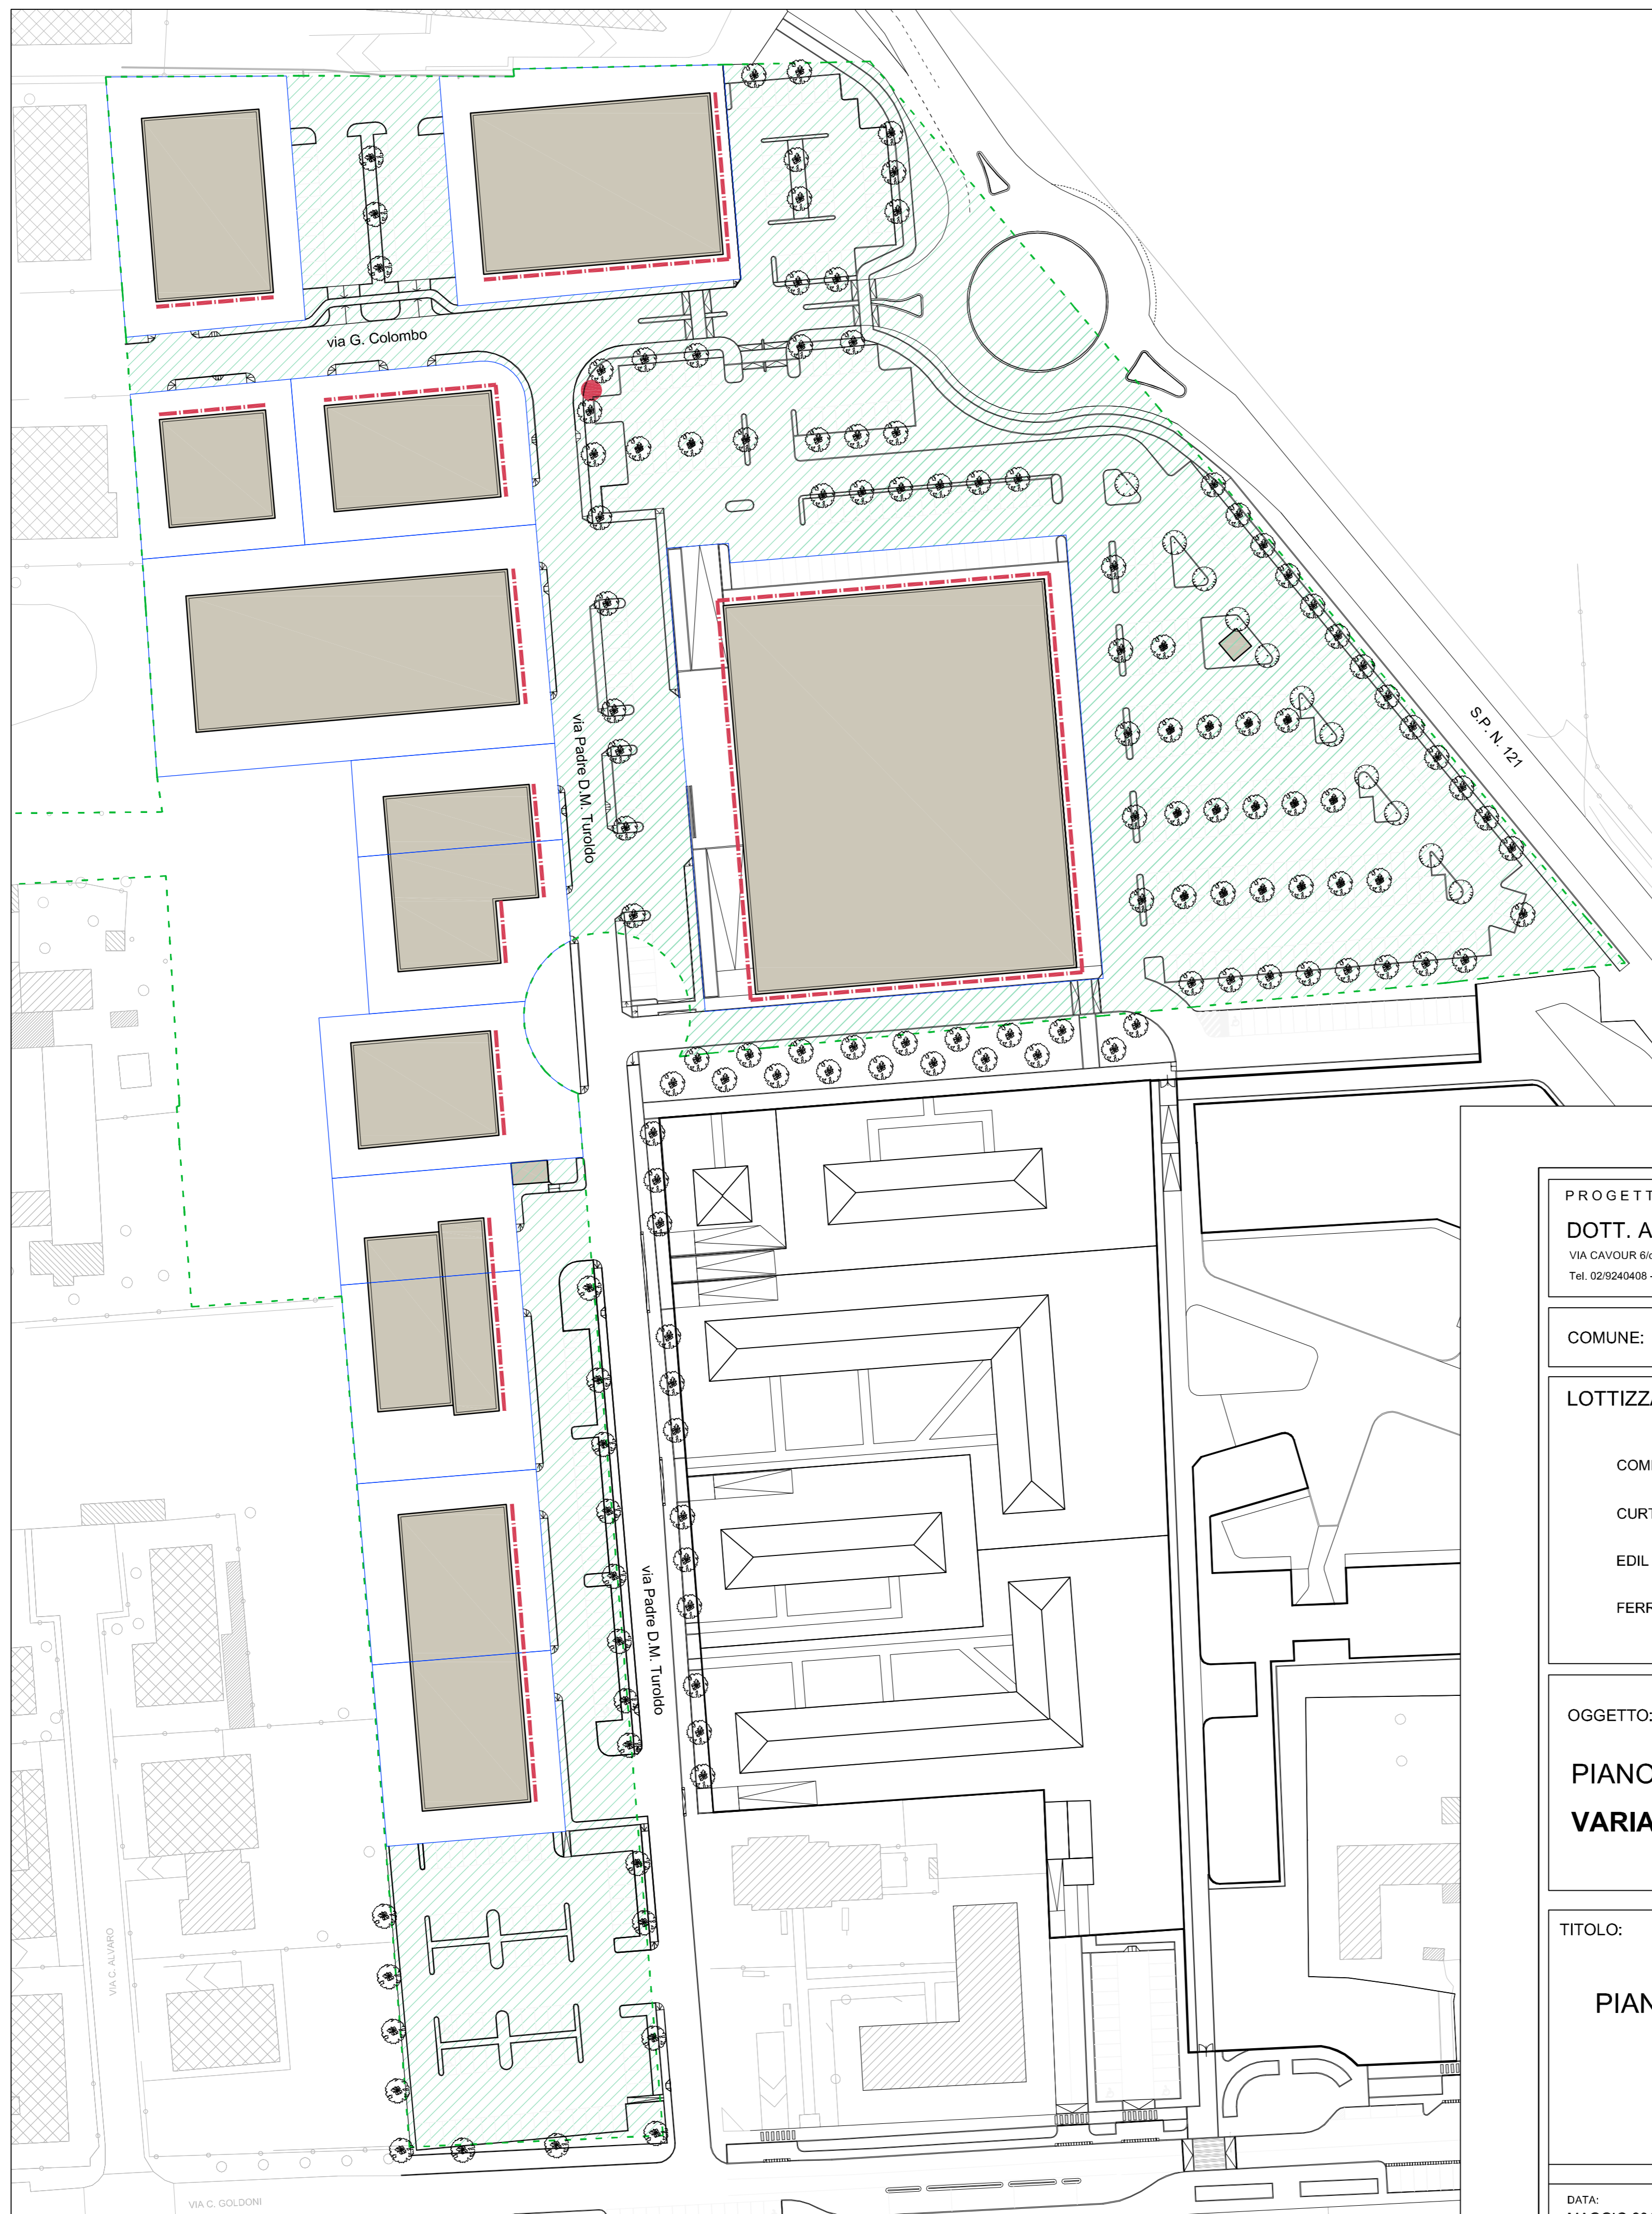 via G. Colombo
via Padre D.M. Turoldo
S.P. N. 121
via Padre D.M. Turoldo
VIA C. ALVARO
VIA C. GOLDONI
PROGETT
DOTT. A
VIA CAVOUR 6/
Tel. 02/9240408 -
COMUNE:
LOTTIZZA
COM
CURT
EDIL
FERR
OGGETTO:
PIANO
VARIA
TITOLO:
PIAN
DATA: